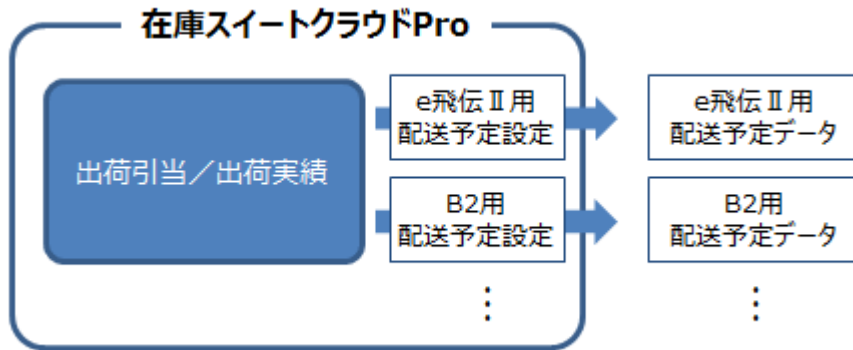 在庫スイートクラウドPro
出荷引当／出荷実績
e飛伝Ⅱ用
配送予定設定
e飛伝Ⅱ用
配送予定データ
B2用
配送予定設定
B2用
配送予定データ
⋮
⋮